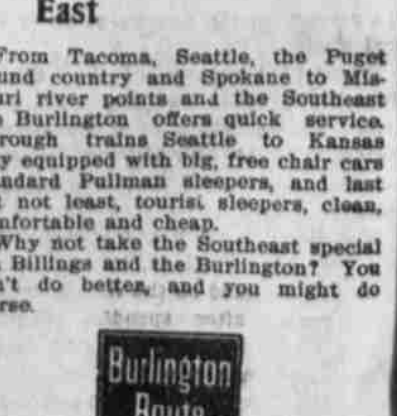 East
From Tacoma, Seattle, the Puget
und country and Spokane to Mis-
uri river points and the Southeast
e Burlington offers quick service.
rough trains Seattle to Kansas
y equipped with big, free chair cars
ndard Pullman sleepers, and last
t not least, tourist sleepers, clean,
nfortable and cheap.
Why not take the Southeast special
Billings and the Burlington? You
n't do better, and you might do
rse.
Burlington
Route